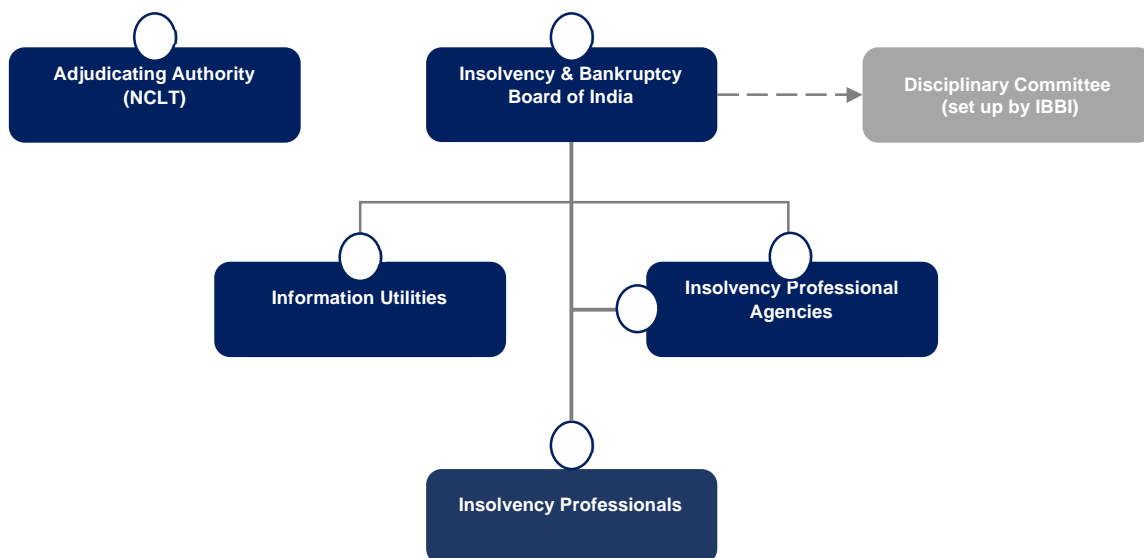 Adjudicating Authority
(NCLT)
Insolvency & Bankruptcy
Board of India
Disciplinary Committee
(set up by IBBI)
Information Utilities
Insolvency Professional
Agencies
Insolvency Professionals